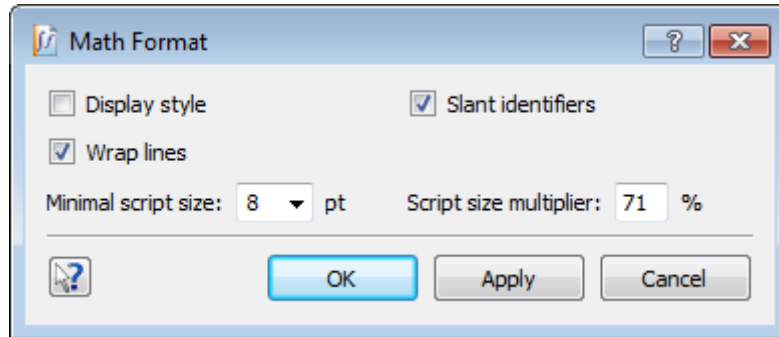 Math Format
Display style Slant identifiers
Wrap lines
Minimal script size: 8 pt Script size multiplier: 71 %
OK Apply Cancel